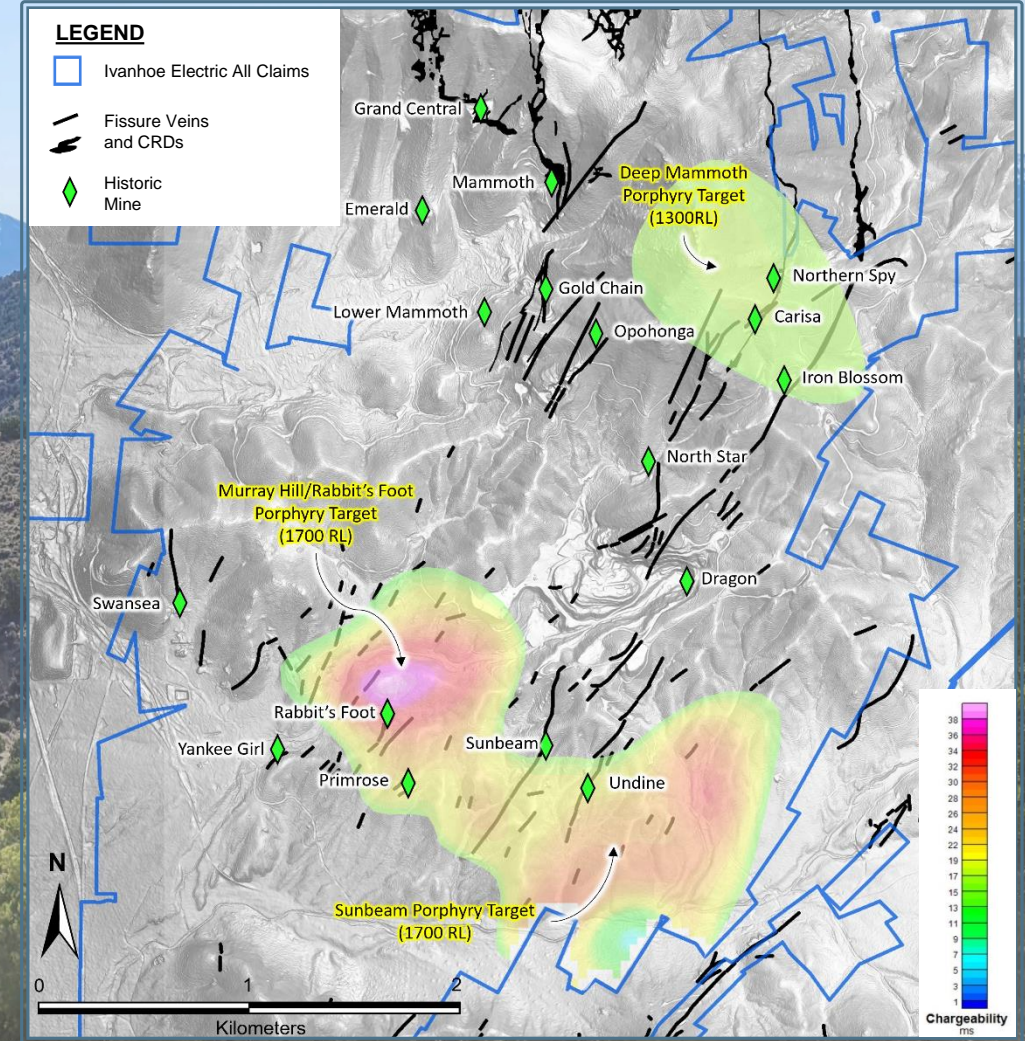 LEGEND
Ivanhoe Electric All Claims
Fissure Veins
and CRDs
Historic
Mine
Grand Central
Mammoth
Emerald
Deep Mammoth
Porphyry Target
(1300RL)
Northern Spy
Gold Chain
Lower Mammoth
Carisa
Opohonga
Iron Blossom
North Star
Murray Hill/Rabbit's Foot
Porphyry Target
(1700 RL)
Dragon
Swansea
Rabbit's Foot
Yankee Girl
Sunbeam
Primrose
Undine
Sunbeam Porphyry Target
(1700 RL)
N
0 1 2
Kilometers
38
36
34
32
30
28
26
24
22
19
17
15
13
11
9
7
5
3
1
Chargeability
ms